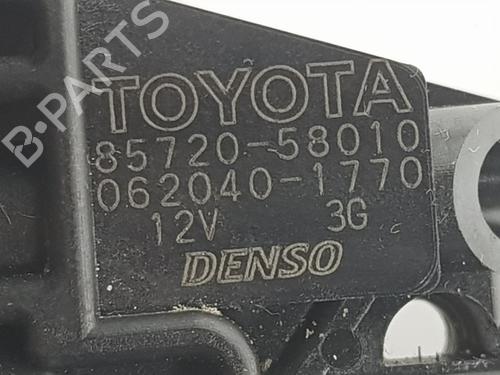 TOYOTA
85720-58010
062040-1770
12V 3G
DENSO
B-PARTS